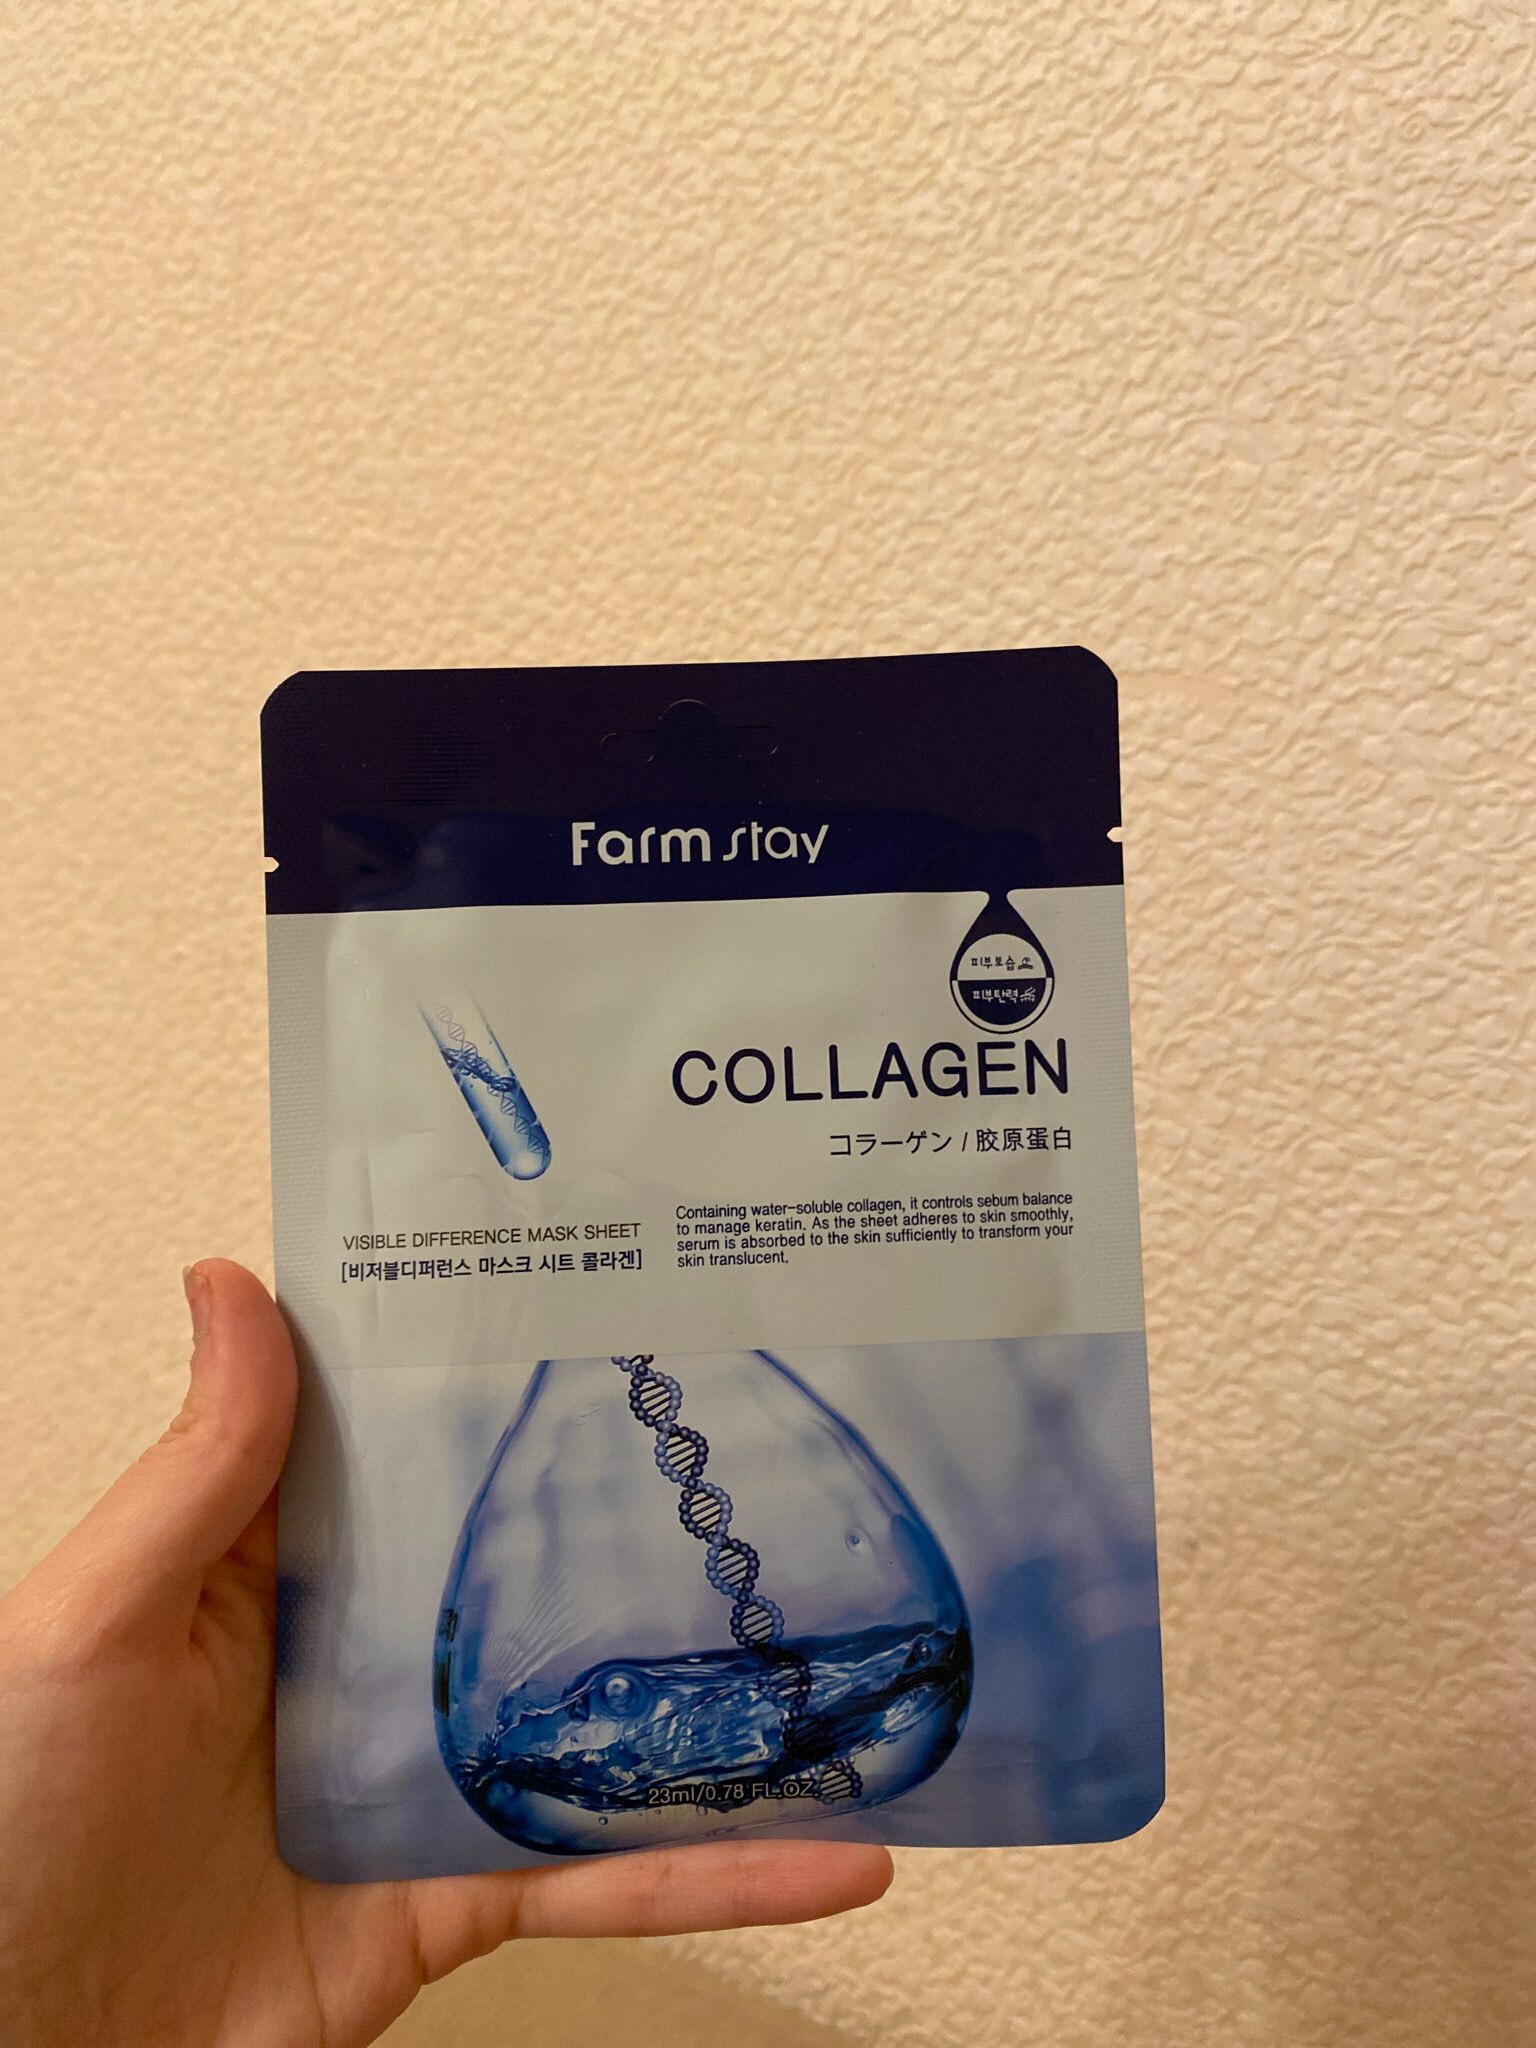 Farm stay
피부보습
피부탄력
COLLAGEN
コラーゲン / 胶原蛋白
Containing water-soluble collagen, it controls sebum balance
to manage keratin. As the sheet adheres to skin smoothly,
serum is absorbed to the skin sufficiently to transform your
skin translucent.
VISIBLE DIFFERENCE MASK SHEET
[비저블디퍼런스 마스크 시트 콜라겐]
23ml/0.78 FL.OZ.